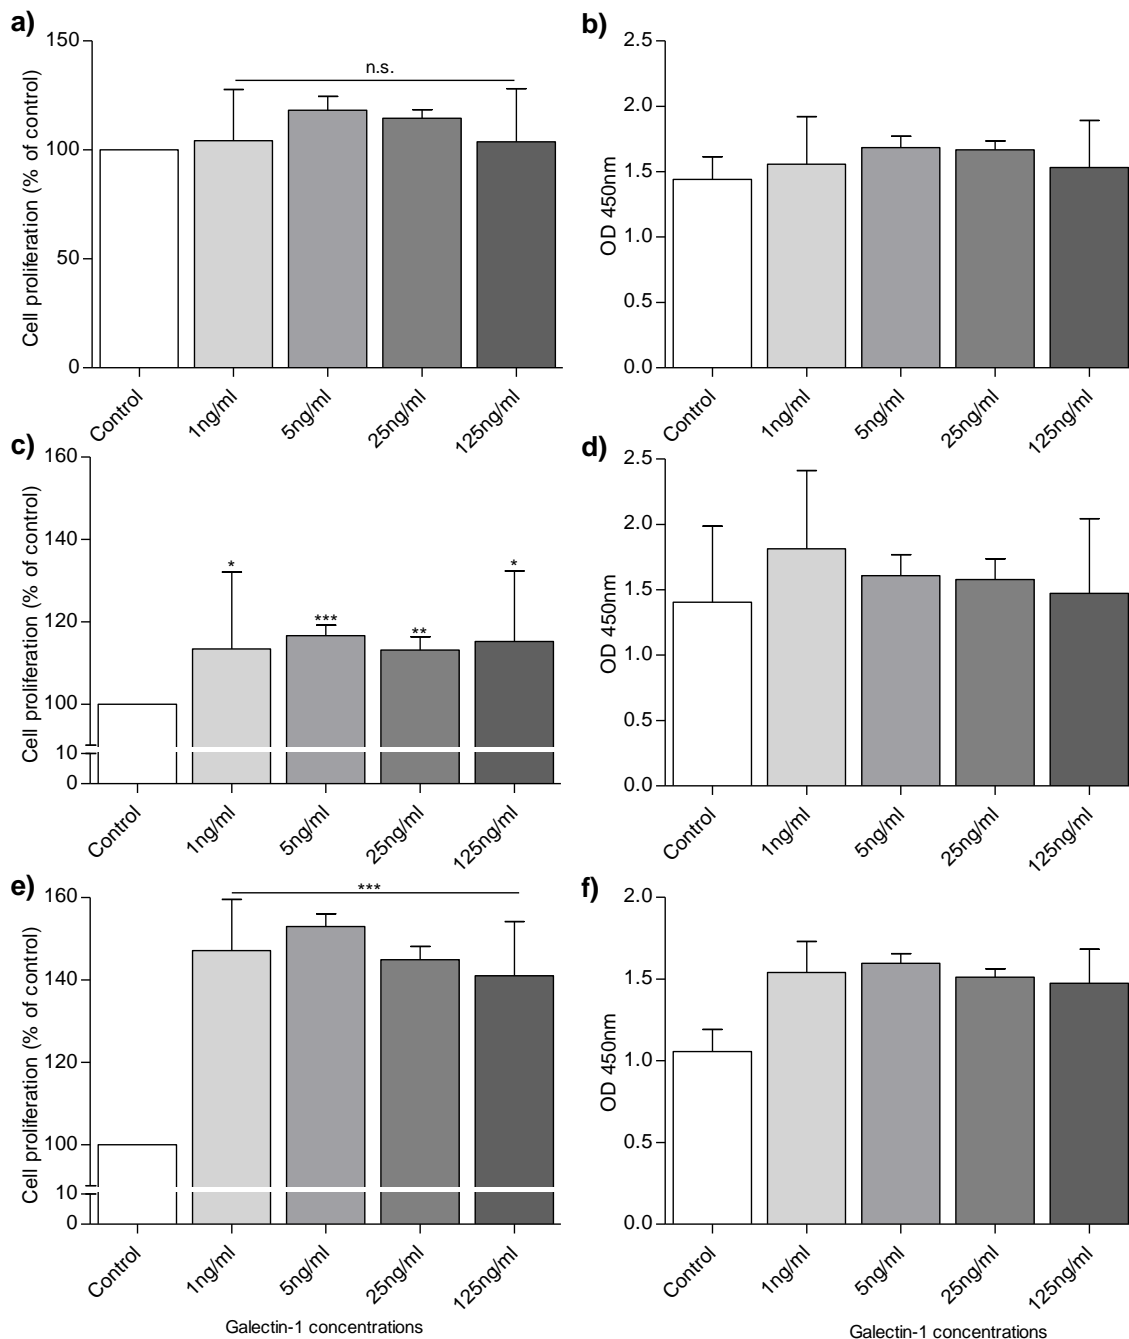 a)
Cell proliferation (% of control)
150
100
50
0
n.s.
Control
1ng/ml
5ng/ml
25ng/ml
125ng/ml
b)
OD 450nm
2.5
2.0
1.5
1.0
0.5
0.0
Control
1ng/ml
5ng/ml
25ng/ml
125ng/ml
c)
Cell proliferation (% of control)
160
140
120
100
10
0
*
***
**
*
Control
1ng/ml
5ng/ml
25ng/ml
125ng/ml
d)
OD 450nm
2.5
2.0
1.5
1.0
0.5
0.0
Control
1ng/ml
5ng/ml
25ng/ml
125ng/ml
e)
Cell proliferation (% of control)
160
140
120
100
10
0
***
Control
1ng/ml
5ng/ml
25ng/ml
125ng/ml
Galectin-1 concentrations
f)
OD 450nm
2.0
1.5
1.0
0.5
0.0
Control
1ng/ml
5ng/ml
25ng/ml
125ng/ml
Galectin-1 concentrations